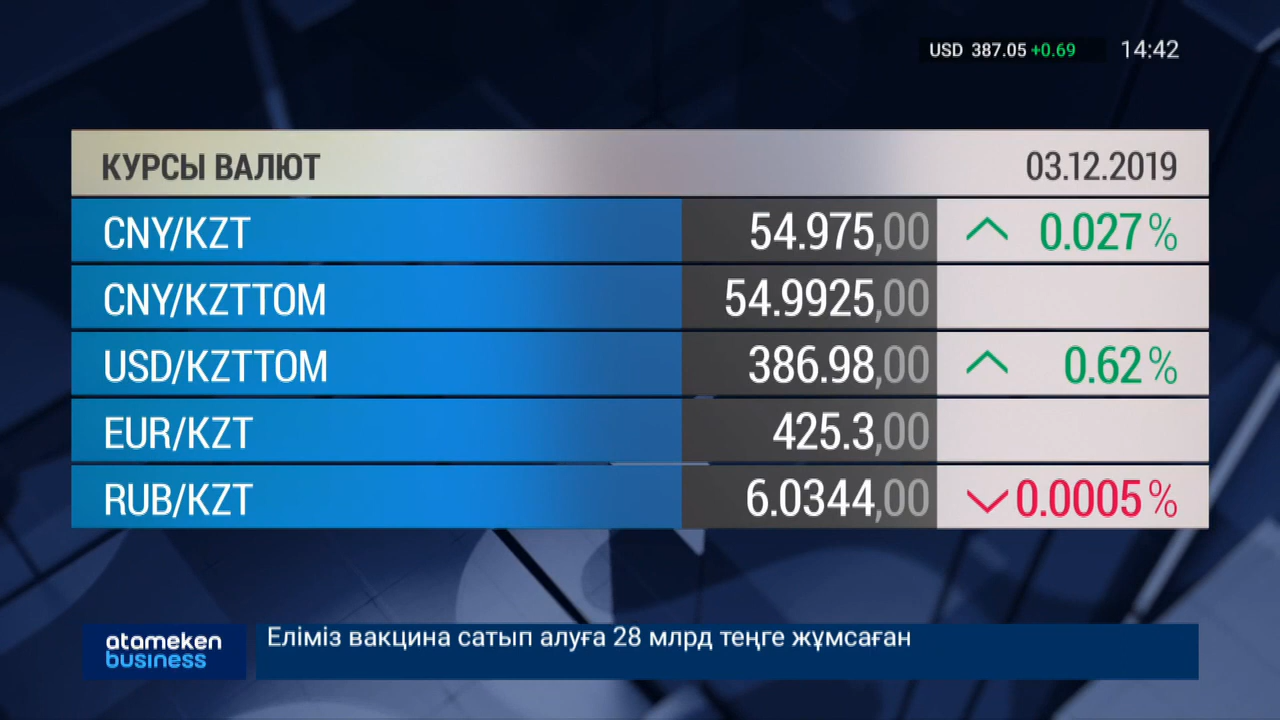 USD 387.05 +0.69 14:42
КУРСЫ ВАЛЮТ 03.12.2019
CNY/KZT 54.975,00 0.027%
CNY/KZTTOM 54.9925,00
USD/KZTTOM 386.98,00 0.62%
EUR/KZT 425.3,00
RUB/KZT 6.0344,00 0.0005%
atameken
business
Еліміз вакцина сатып алуға 28 млрд теңге жұмсаған